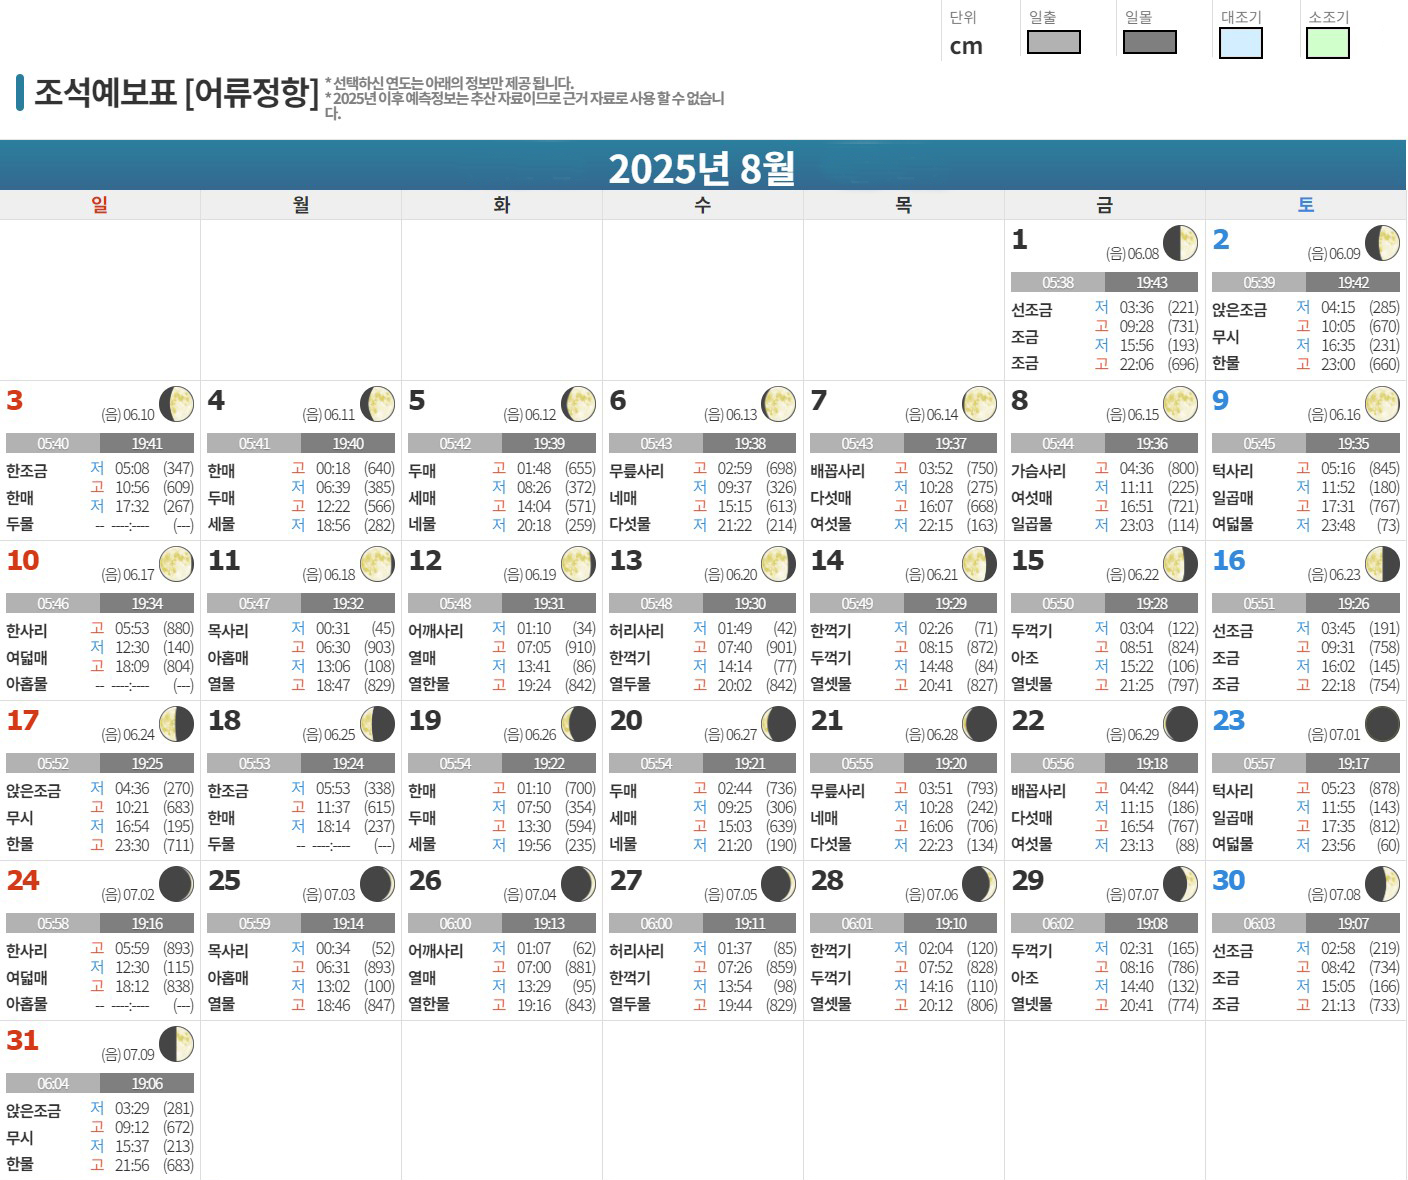 단위 일출 일몰 대조기 소조기
cm
조석예보표 [어류정항]
* 선택하신 연도는 아래의 정보만 제공 됩니다.
* 2025년 이후 예측정보는 추산 자료이므로 근거 자료로 사용 할 수 없습니
다.
2025년 8월
일 월 화 수 목 금 토
1 (음) 06.08
05:38 19:43
선조금 조금 조금
저 03:36 (221)
고 09:28 (731)
저 15:56 (193)
고 22:06 (696)
2 (음) 06.09
05:39 19:42
앉은조금 무시 한물
저 04:15 (285)
고 10:05 (670)
저 16:35 (231)
고 23:00 (660)
3 (음) 06.10
05:40 19:41
한조금 한매 두물
저 05:08 (347)
고 10:56 (609)
저 17:32 (267)
-- ----:---- (---)
4 (음) 06.11
05:41 19:40
한매 두매 세물
고 00:18 (640)
저 06:39 (385)
고 12:22 (566)
저 18:56 (282)
5 (음) 06.12
05:42 19:39
두매 세매 네물
고 01:48 (655)
저 08:26 (372)
고 14:04 (571)
저 20:18 (259)
6 (음) 06.13
05:43 19:38
무릎사리 네매 다섯물
고 02:59 (698)
저 09:37 (326)
고 15:15 (613)
저 21:22 (214)
7 (음) 06.14
05:43 19:37
배꼽사리 다섯매 여섯물
고 03:52 (750)
저 10:28 (275)
고 16:07 (668)
저 22:15 (163)
8 (음) 06.15
05:44 19:36
가슴사리 여섯매 일곱물
고 04:36 (800)
저 11:11 (225)
고 16:51 (721)
저 23:03 (114)
9 (음) 06.16
05:45 19:35
턱사리 일곱매 여덟물
고 05:16 (845)
저 11:52 (180)
고 17:31 (767)
저 23:48 (73)
10 (음) 06.17
05:46 19:34
한사리 여덟매 아홉물
고 05:53 (880)
저 12:30 (140)
고 18:09 (804)
-- ----:---- (---)
11 (음) 06.18
05:47 19:32
목사리 아홉매 열물
저 00:31 (45)
고 06:30 (903)
저 13:06 (108)
고 18:47 (829)
12 (음) 06.19
05:48 19:31
어깨사리 열매 열한물
저 01:10 (34)
고 07:05 (910)
저 13:41 (86)
고 19:24 (842)
13 (음) 06.20
05:48 19:30
허리사리 한꺽기 열두물
저 01:49 (42)
고 07:40 (901)
저 14:14 (77)
고 20:02 (842)
14 (음) 06.21
05:49 19:29
한꺽기 두꺽기 열셋물
저 02:26 (71)
고 08:15 (872)
저 14:48 (84)
고 20:41 (827)
15 (음) 06.22
05:50 19:28
두꺽기 아조 열넷물
저 03:04 (122)
고 08:51 (824)
저 15:22 (106)
고 21:25 (797)
16 (음) 06.23
05:51 19:26
선조금 조금 조금
저 03:45 (191)
고 09:31 (758)
저 16:02 (145)
고 22:18 (754)
17 (음) 06.24
05:52 19:25
앉은조금 무시 한물
저 04:36 (270)
고 10:21 (683)
저 16:54 (195)
고 23:30 (711)
18 (음) 06.25
05:53 19:24
한조금 한매 두물
저 05:53 (338)
고 11:37 (615)
저 18:14 (237)
-- ----:---- (---)
19 (음) 06.26
05:54 19:22
한매 두매 세물
고 01:10 (700)
저 07:50 (354)
고 13:30 (594)
저 19:56 (235)
20 (음) 06.27
05:54 19:21
두매 세매 네물
고 02:44 (736)
저 09:25 (306)
고 15:03 (639)
저 21:20 (190)
21 (음) 06.28
05:55 19:20
무릎사리 네매 다섯물
고 03:51 (793)
저 10:28 (242)
고 16:06 (706)
저 22:23 (134)
22 (음) 06.29
05:56 19:18
배꼽사리 다섯매 여섯물
고 04:42 (844)
저 11:15 (186)
고 16:54 (767)
저 23:13 (88)
23 (음) 07.01
05:57 19:17
턱사리 일곱매 여덟물
고 05:23 (878)
저 11:55 (143)
고 17:35 (812)
저 23:56 (60)
24 (음) 07.02
05:58 19:16
한사리 여덟매 아홉물
고 05:59 (893)
저 12:30 (115)
고 18:12 (838)
-- ----:---- (---)
25 (음) 07.03
05:59 19:14
목사리 아홉매 열물
저 00:34 (52)
고 06:31 (893)
저 13:02 (100)
고 18:46 (847)
26 (음) 07.04
06:00 19:13
어깨사리 열매 열한물
저 01:07 (62)
고 07:00 (881)
저 13:29 (95)
고 19:16 (843)
27 (음) 07.05
06:00 19:11
허리사리 한꺽기 열두물
저 01:37 (85)
고 07:26 (859)
저 13:54 (98)
고 19:44 (829)
28 (음) 07.06
06:01 19:10
한꺽기 두꺽기 열셋물
저 02:04 (120)
고 07:52 (828)
저 14:16 (110)
고 20:12 (806)
29 (음) 07.07
06:02 19:08
두꺽기 아조 열넷물
저 02:31 (165)
고 08:16 (786)
저 14:40 (132)
고 20:41 (774)
30 (음) 07.08
06:03 19:07
선조금 조금 조금
저 02:58 (219)
고 08:42 (734)
저 15:05 (166)
고 21:13 (733)
31 (음) 07.09
06:04 19:06
앉은조금 무시 한물
저 03:29 (281)
고 09:12 (672)
저 15:37 (213)
고 21:56 (683)